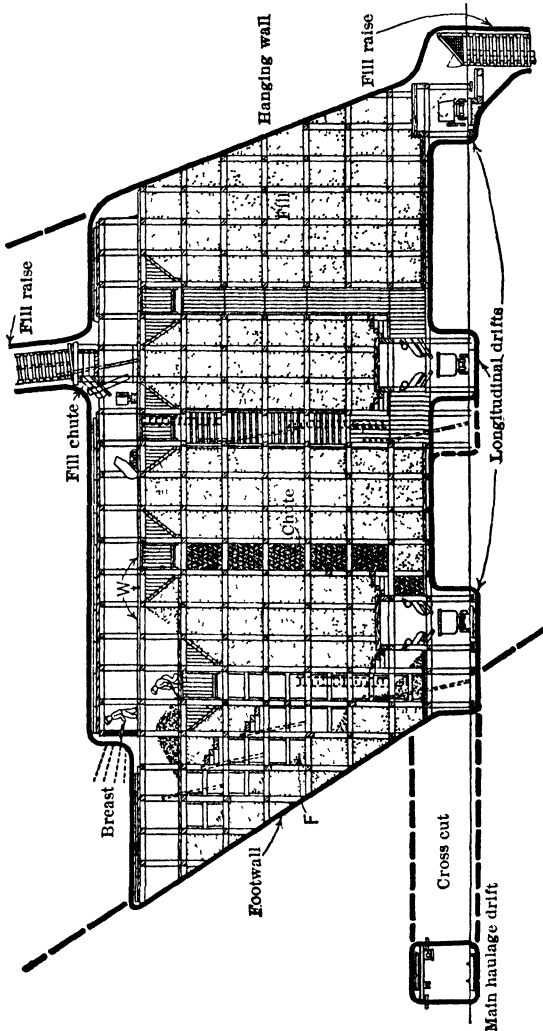 Fill raise
Hanging wall
Fill raise
Fill chute
Fill
Longitudinal drifts
Chute
W
Breast
F
Footwall
Cross cut
Main haulage drift